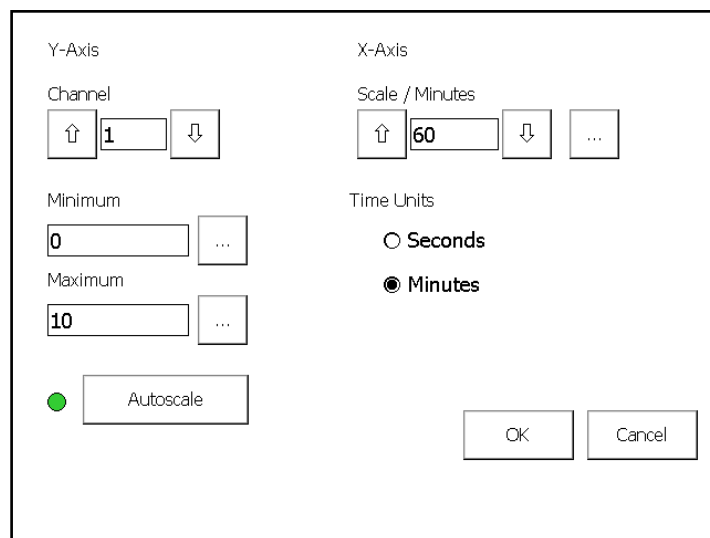 Y-Axis
X-Axis
Channel
Scale / Minutes
⇧ 1 ⇩
⇧ 60 ⇩ ...
Minimum
Time Units
0 ...
Seconds
Maximum
Minutes
10 ...
Autoscale
OK Cancel